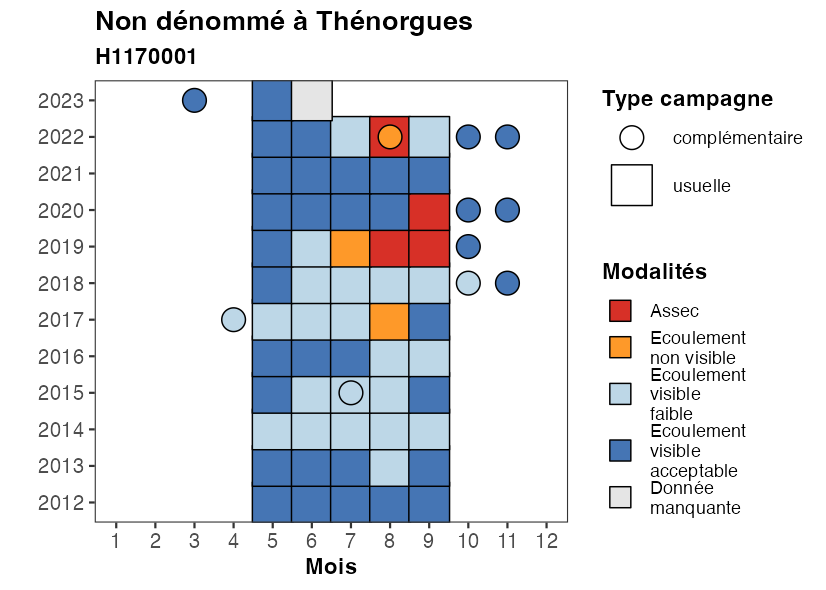 Non dénommé à Thénorgues
H1170001
2023
2022
2021
2020
2019
2018
2017
2016
2015
2014
2013
2012
1 2 3 4 5 6 7 8 9 10 11 12
Mois
Type campagne
complémentaire
usuelle
Modalités
Assec
Ecoulement
non visible
Ecoulement
visible
faible
Ecoulement
visible
acceptable
Donnée
manquante